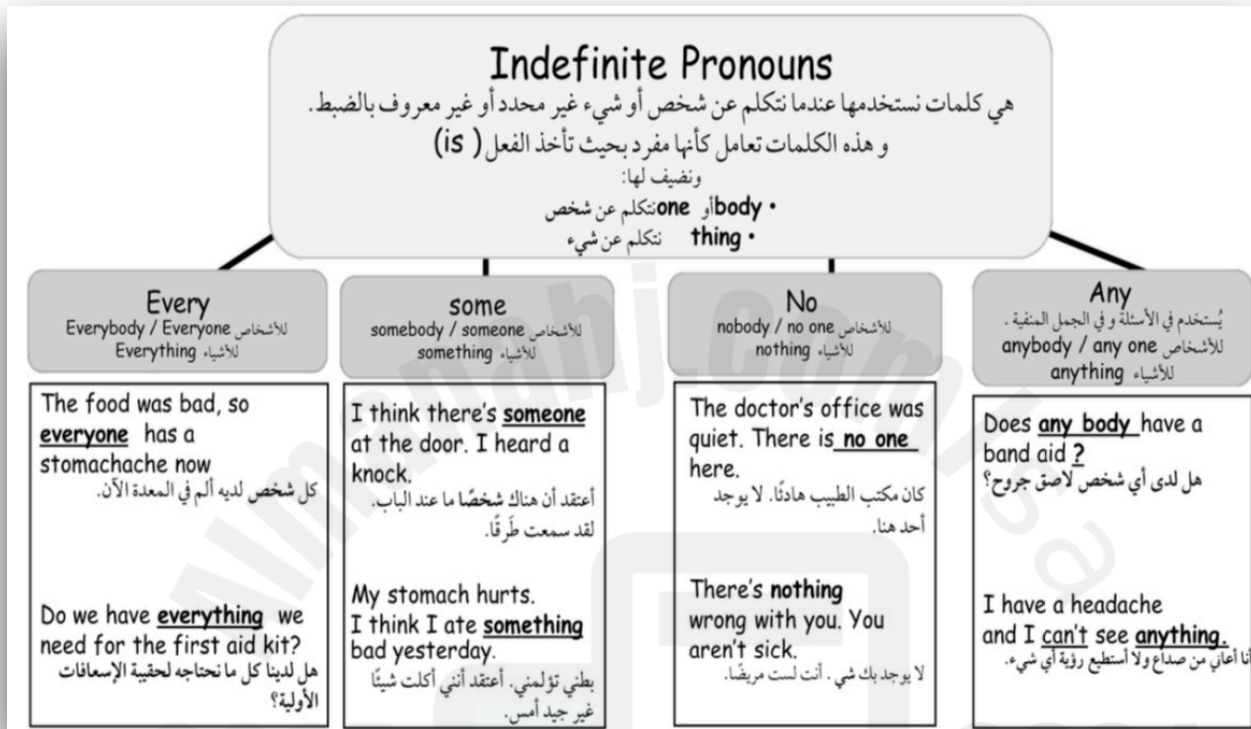 Indefinite Pronouns
هي كلمات نستخدمها عندما نتكلم عن شخص أو شيء غير محدد أو غير معروف بالضبط.
و هذه الكلمات تعامل كأنها مفرد بحيث تأخذ الفعل ( is)
ونضيف لها:
• body أو one نتكلم عن شخص
• thing نتكلم عن شيء
Every
للأشخاص Everybody / Everyone
للأشياء Everything
The food was bad, so
everyone has a
stomachache now
كل شخص لديه ألم في المعدة الآن.
Do we have everything we
need for the first aid kit?
هل لدينا كل ما نحتاجه لحقيبة الإسعافات
الأولية؟
some
للأشخاص somebody / someone
للأشياء something
I think there's someone
at the door. I heard a
knock.
أعتقد أن هناك شخصًا ما عند الباب.
لقد سمعت طَرقًا.
My stomach hurts.
I think I ate something
bad yesterday.
بطني تؤلمني. أعتقد أنني أكلت شيئًا
غير جيد أمس.
No
للأشخاص nobody / no one
للأشياء nothing
The doctor's office was
quiet. There is no one
here.
كان مكتب الطبيب هادئًا. لا يوجد
أحد هنا.
There's nothing
wrong with you. You
aren't sick.
لا يوجد بك شي . أنت لست مريضًا.
Any
يُستخدم في الأسئلة و في الجمل المنفية .
للأشخاص anybody / any one
للأشياء anything
Does any body have a
band aid ?
هل لدى أي شخص لاصق جروح؟
I have a headache
and I can't see anything.
أنا أعاني من صداع ولا أستطيع رؤية أي شيء.
Almanahj.com/sa